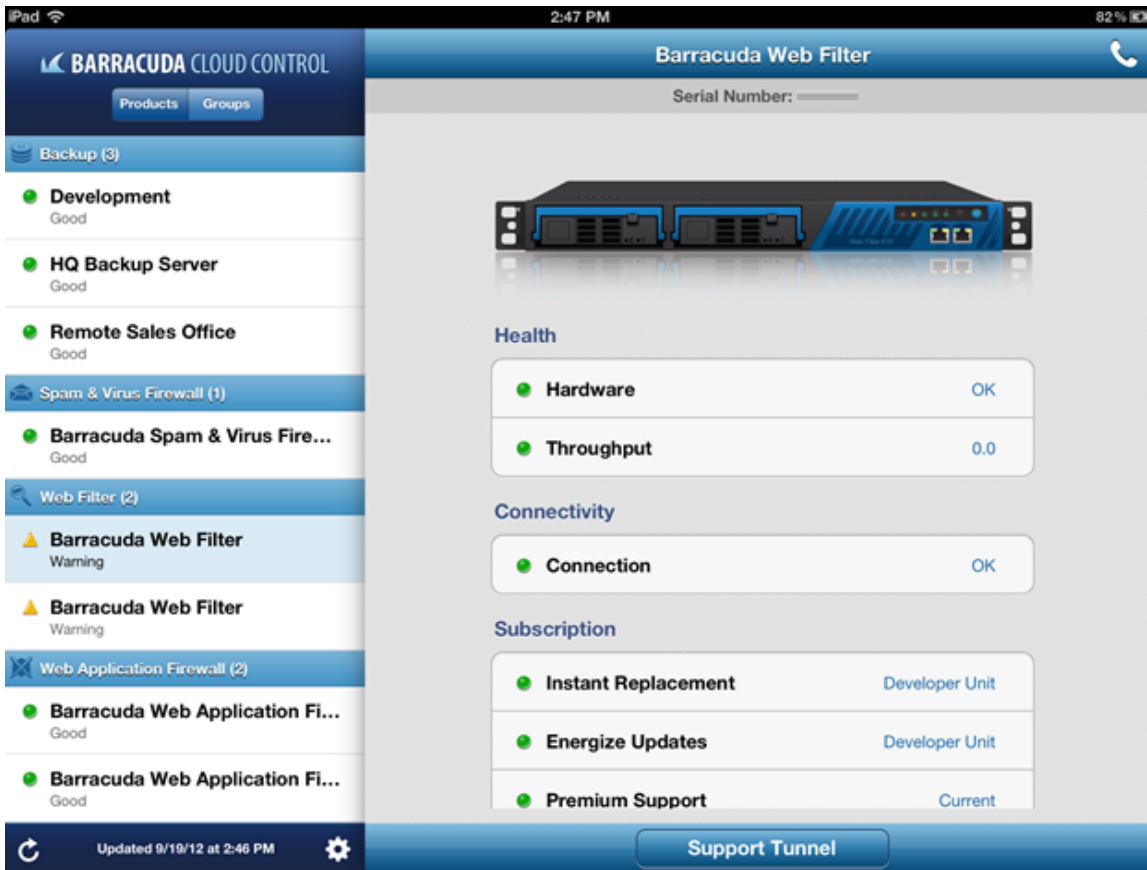 iPad 2:47 PM 82%
BARRACUDA CLOUD CONTROL
Products Groups
Backup (3)
Development
Good
HQ Backup Server
Good
Remote Sales Office
Good
Spam & Virus Firewall (1)
Barracuda Spam & Virus Fire...
Good
Web Filter (2)
Barracuda Web Filter
Warning
Barracuda Web Filter
Warning
Web Application Firewall (2)
Barracuda Web Application Fi...
Good
Barracuda Web Application Fi...
Good
Updated 9/19/12 at 2:46 PM
Barracuda Web Filter
Serial Number:
Health
Hardware OK
Throughput 0.0
Connectivity
Connection OK
Subscription
Instant Replacement Developer Unit
Energize Updates Developer Unit
Premium Support Current
Support Tunnel